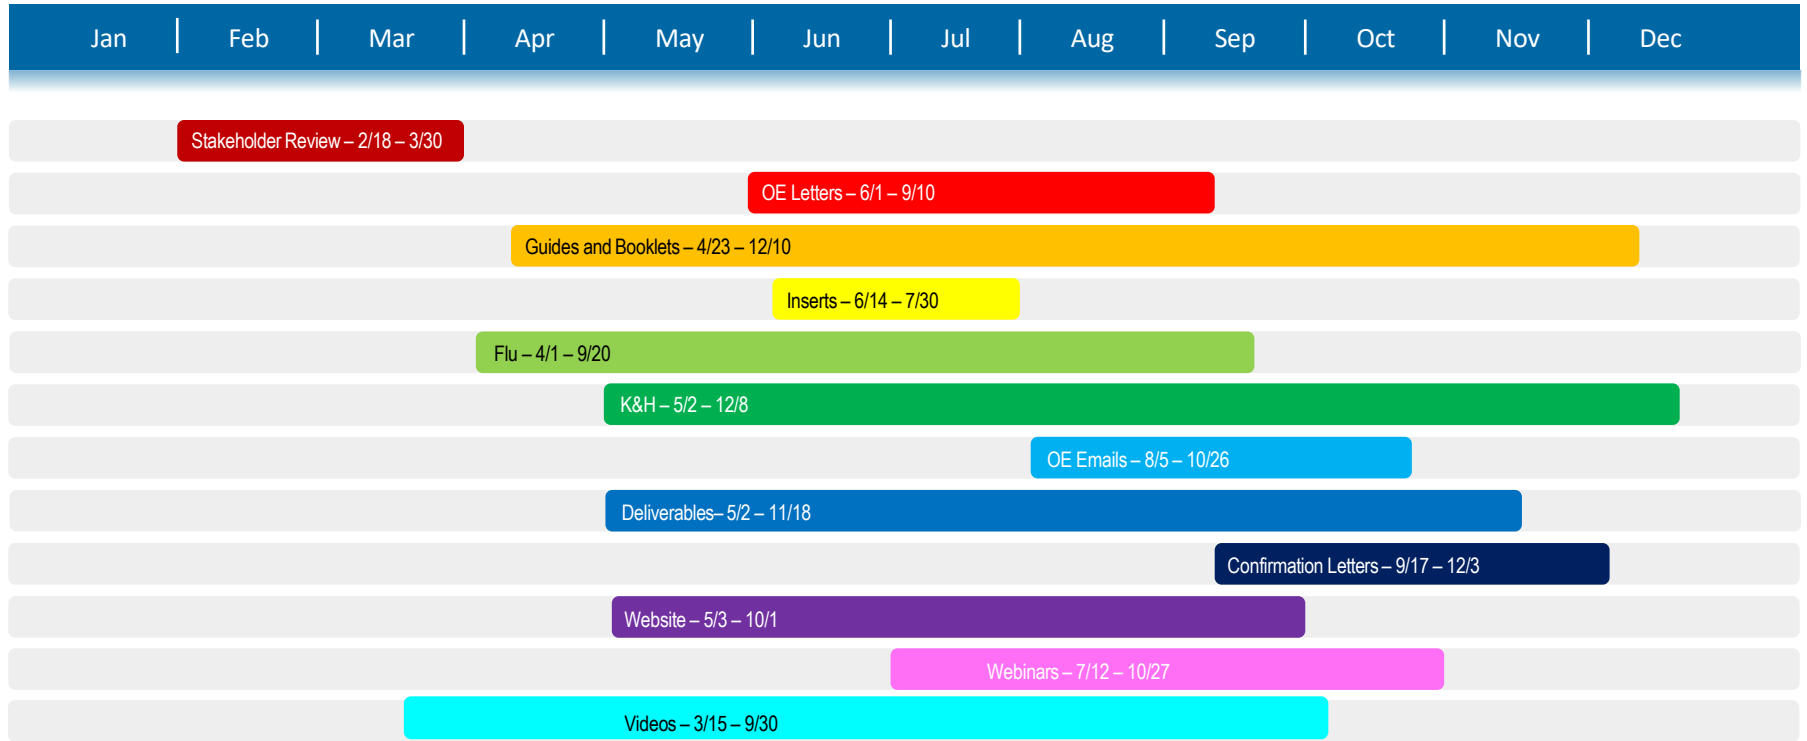 Jan Feb Mar Apr May Jun Jul Aug Sep Oct Nov Dec
Stakeholder Review – 2/18 – 3/30
OE Letters – 6/1 – 9/10
Guides and Booklets – 4/23 – 12/10
Inserts – 6/14 – 7/30
Flu – 4/1 – 9/20
K&H – 5/2 – 12/8
OE Emails – 8/5 – 10/26
Deliverables– 5/2 – 11/18
Confirmation Letters – 9/17 – 12/3
Website – 5/3 – 10/1
Webinars – 7/12 – 10/27
Videos – 3/15 – 9/30